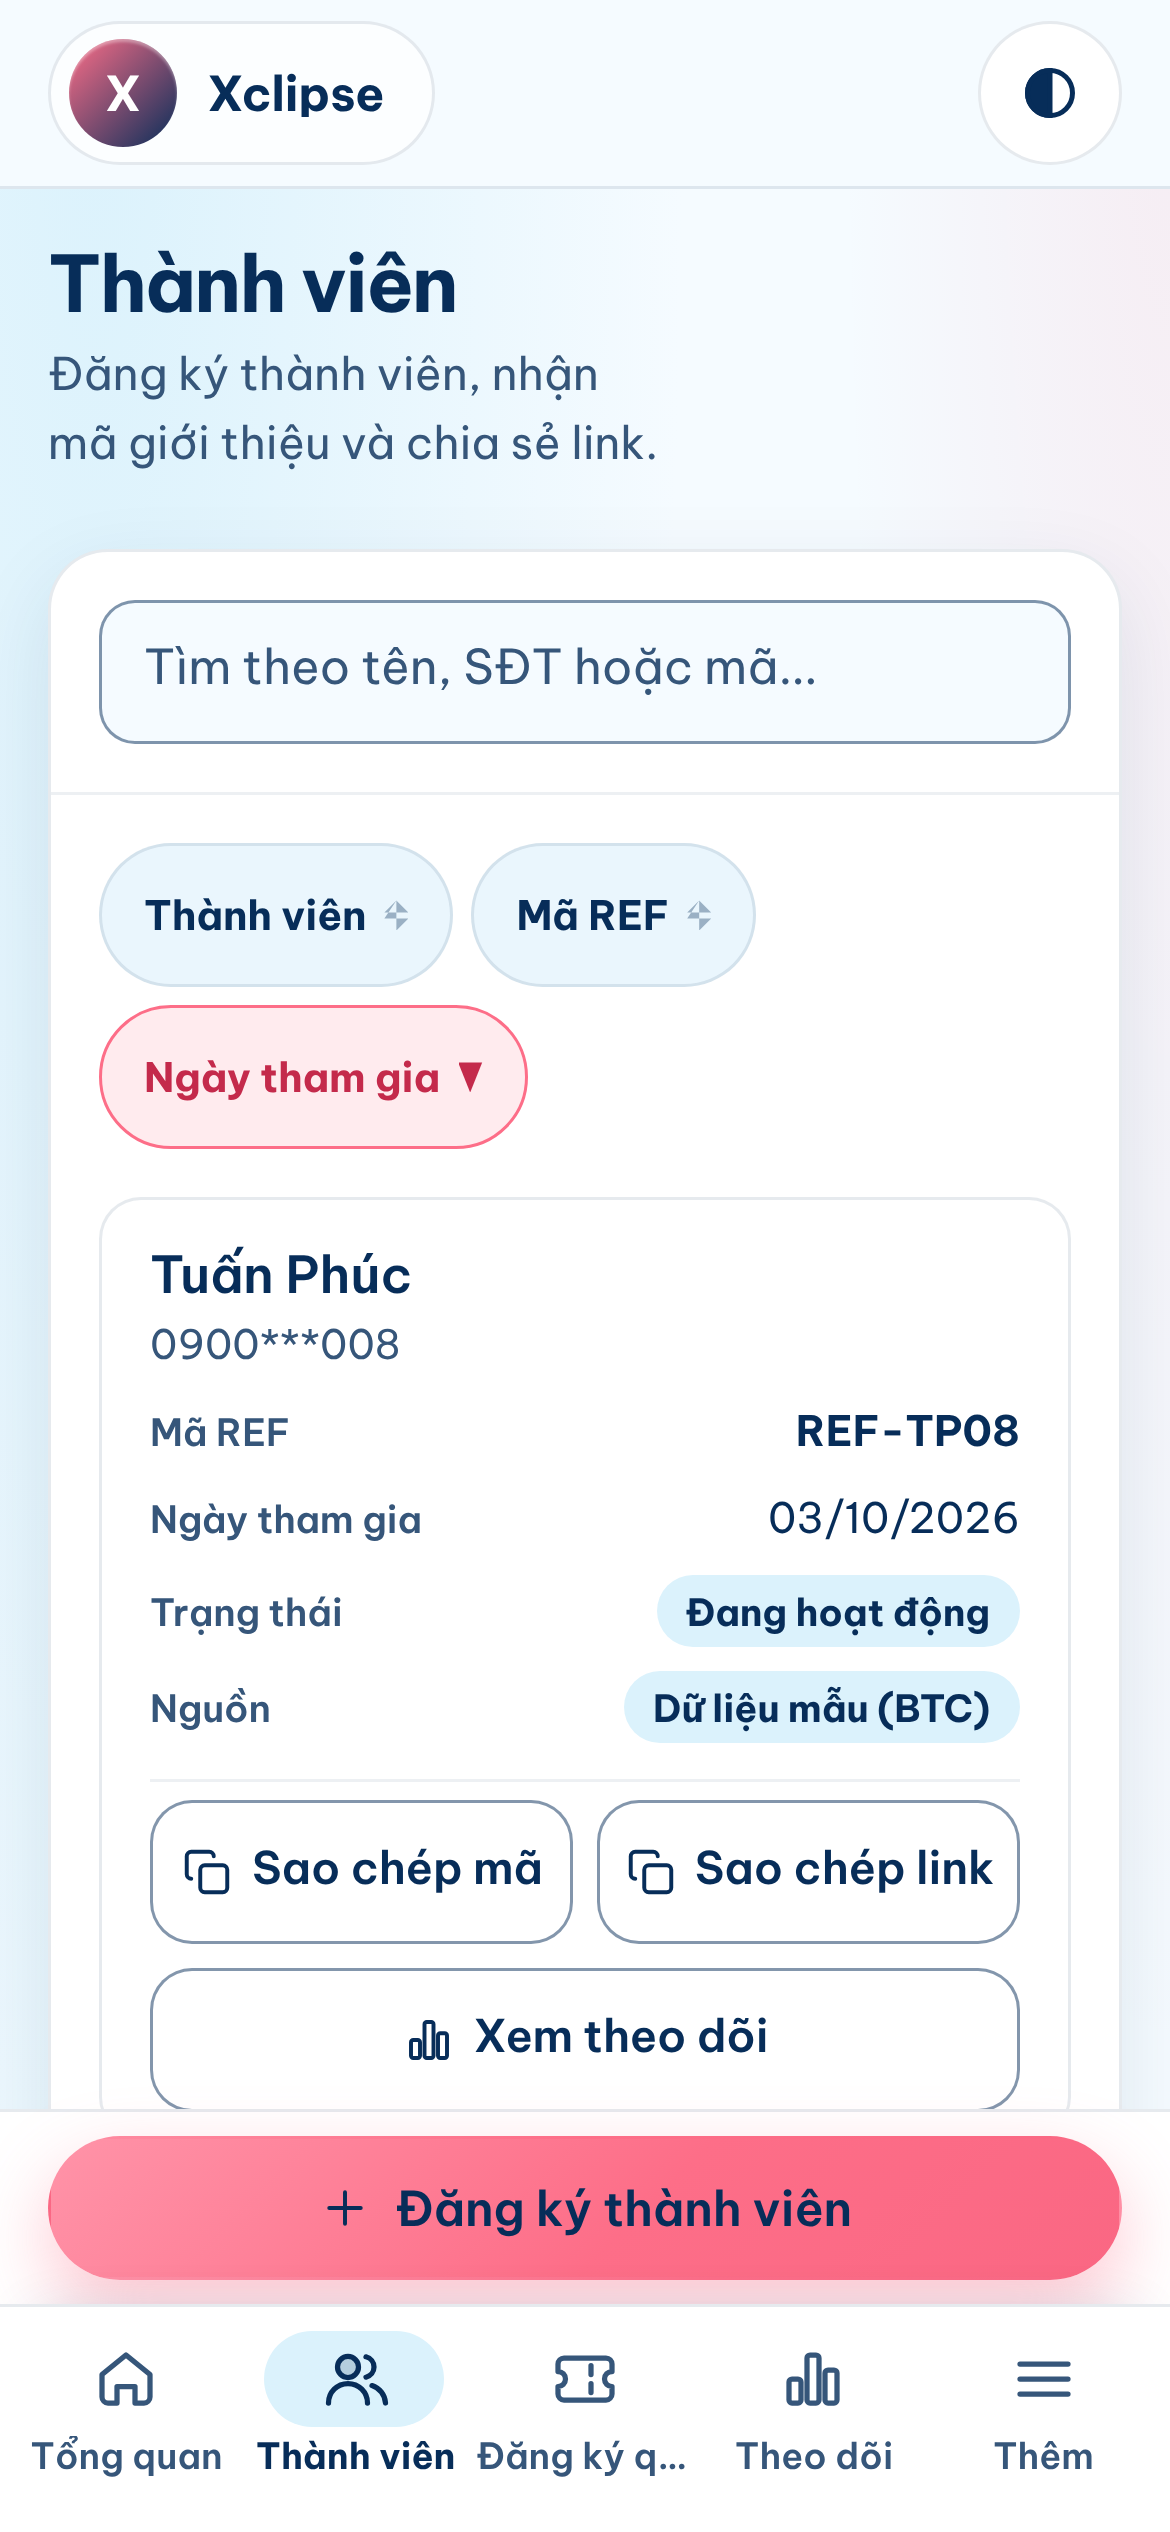 X Xclipse
Thành viên
Đăng ký thành viên, nhận
mã giới thiệu và chia sẻ link.
Tìm theo tên, SĐT hoặc mã...
Thành viên Mã REF
Ngày tham gia ▼
Tuấn Phúc
0900***008
Mã REF REF-TP08
Ngày tham gia 03/10/2026
Trạng thái Đang hoạt động
Nguồn Dữ liệu mẫu (BTC)
Sao chép mã Sao chép link
Xem theo dõi
+ Đăng ký thành viên
Tổng quan Thành viên Đăng ký q... Theo dõi Thêm